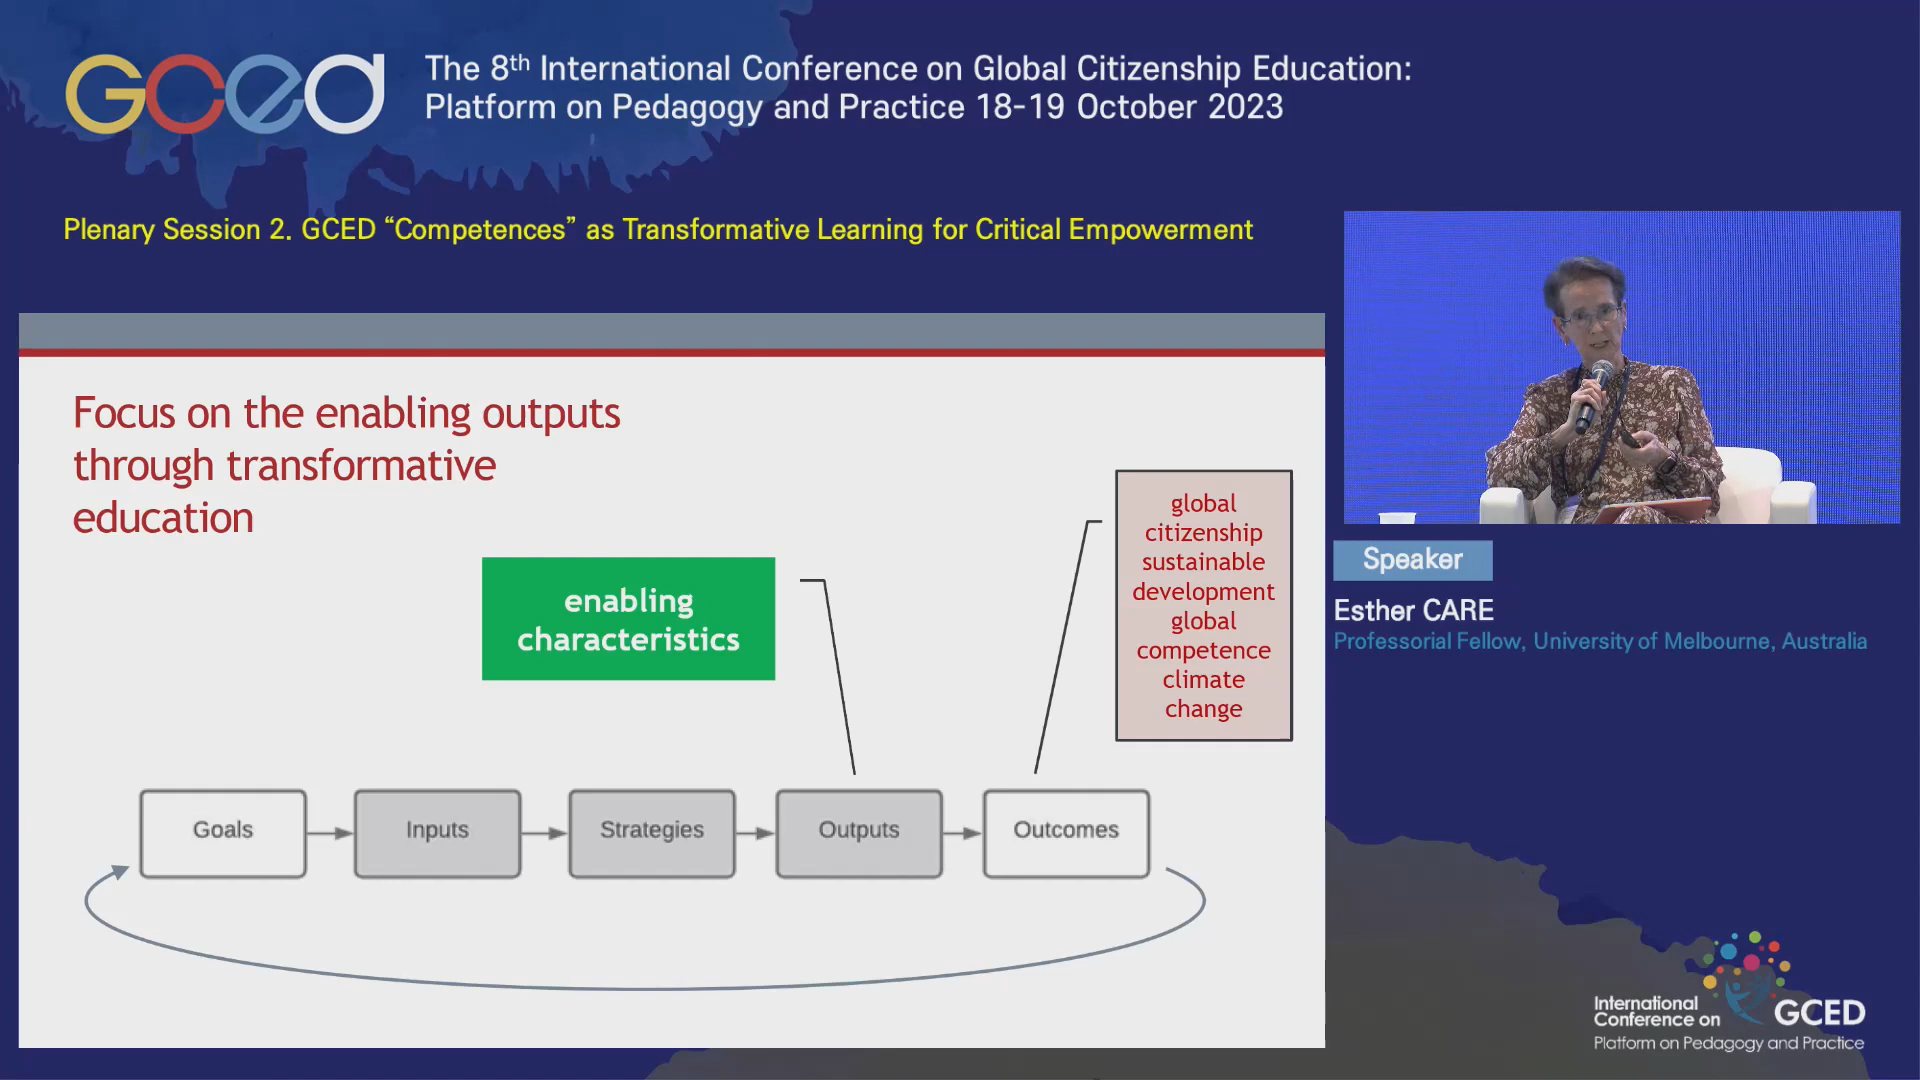 GCED
The 8th International Conference on Global Citizenship Education:
Platform on Pedagogy and Practice 18-19 October 2023
Plenary Session 2. GCED “Competences” as Transformative Learning for Critical Empowerment
Focus on the enabling outputs
through transformative
education
enabling
characteristics
global
citizenship
sustainable
development
global
competence
climate
change
Goals
Inputs
Strategies
Outputs
Outcomes
Speaker
Esther CARE
Professorial Fellow, University of Melbourne, Australia
International
Conference on GCED
Platform on Pedagogy and Practice